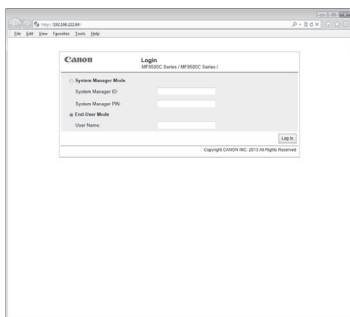 http://192.168.222.84/
File Edit View Favorites Tools Help
Canon
Login
MF8500C Series / MF8500C Series /
System Manager Mode
System Manager ID:
System Manager PIN:
End-User Mode
User Name:
Log In
Copyright CANON INC. 2013 All Rights Reserved